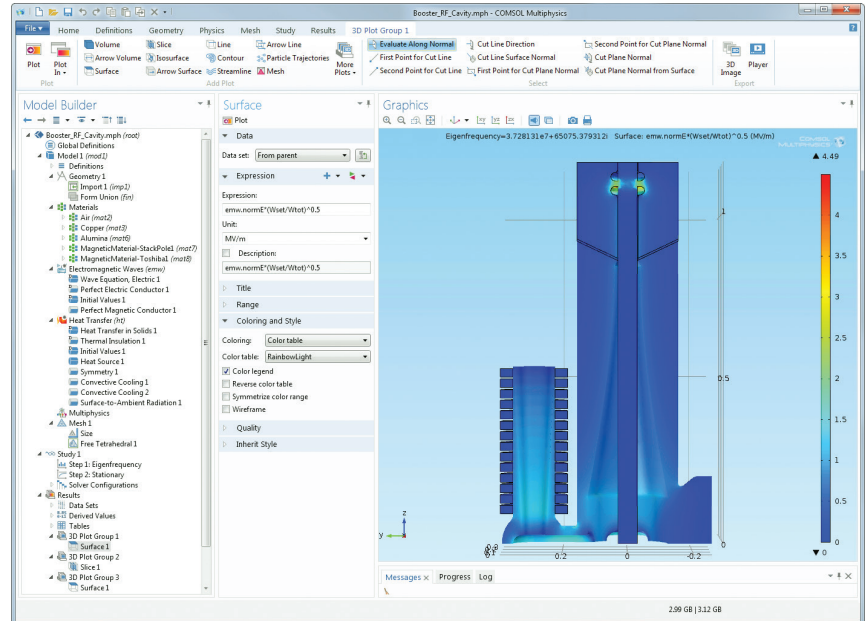 Booster_RF_Cavity.mph - COMSOL Multiphysics
File Home Definitions Geometry Physics Mesh Study Results 3D Plot Group 1
Plot Plot In
Volume Slice Line Arrow Line
Arrow Volume Isosurface Contour Particle Trajectories
Surface Arrow Surface Streamline Mesh
More Plots
Evaluate Along Normal Cut Line Direction Second Point for Cut Plane Normal
First Point for Cut Line Cut Line Surface Normal Cut Plane Normal
Second Point for Cut Line First Point for Cut Plane Normal Cut Plane Normal from Surface
3D Image Player
Plot Add Plot Select Export
Model Builder
Booster_RF_Cavity.mph (root)
Global Definitions
Model 1 (mod1)
Definitions
Geometry 1
Import 1 (imp1)
Form Union (fin)
Materials
Air (mat2)
Copper (mat3)
Alumina (mat6)
MagneticMaterial-StackPole1 (mat7)
MagneticMaterial-Toshiba1 (mat8)
Electromagnetic Waves (emw)
Wave Equation, Electric 1
Perfect Electric Conductor 1
Initial Values 1
Perfect Magnetic Conductor 1
Heat Transfer (ht)
Heat Transfer in Solids 1
Thermal Insulation 1
Initial Values 1
Heat Source 1
Symmetry 1
Convective Cooling 1
Convective Cooling 2
Surface-to-Ambient Radiation 1
Multiphysics
Mesh 1
Size
Free Tetrahedral 1
Study 1
Step 1: Eigenfrequency
Step 2: Stationary
Solver Configurations
Results
Data Sets
Derived Values
Tables
3D Plot Group 1
Surface 1
3D Plot Group 2
Slice 1
3D Plot Group 3
Surface 1
Surface
Plot
Data
Data set: From parent
Expression
Expression:
emw.normE*(Wset/Wtot)^0.5
Unit:
MV/m
Description:
emw.normE*(Wset/Wtot)^0.5
Title
Range
Coloring and Style
Coloring: Color table
Color table: RainbowLight
Color legend
Reverse color table
Symmetrize color range
Wireframe
Quality
Inherit Style
Graphics
Eigenfrequency=3.728131e7+65075.379312i Surface: emw.normE*(Wset/Wtot)^0.5 (MV/m)
COMSOL
MULTIPHYSICS
▲ 4.49
4
3.5
3
2.5
2
1.5
1
0.5
0
▼ 0
1
0.5
0
0.2 0 -0.2
z
y
Messages Progress Log
2.99 GB | 3.12 GB